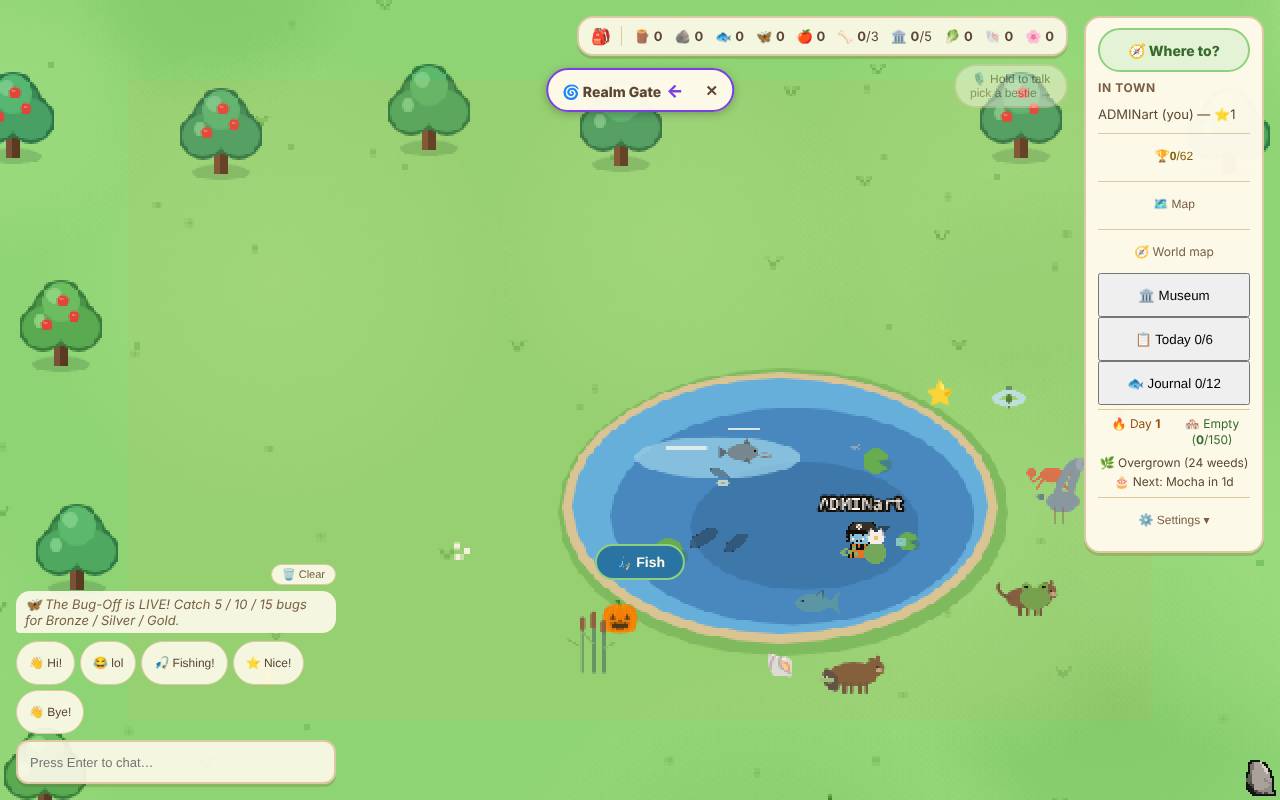 0 0 0 0 0 0/3 0/5 0 0 0
Where to?
Realm Gate ← ✕
Hold to talk
pick a bestie →
IN TOWN
ADMINart (you) — ⭐1
0/62
Map
World map
Museum
Today 0/6
Journal 0/12
Day 1
Empty
(0/150)
Overgrown (24 weeds)
Next: Mocha in 1d
Settings ▾
ADMINart
Fish
Clear
The Bug-Off is LIVE! Catch 5 / 10 / 15 bugs
for Bronze / Silver / Gold.
Hi!
lol
Fishing!
Nice!
Bye!
Press Enter to chat…